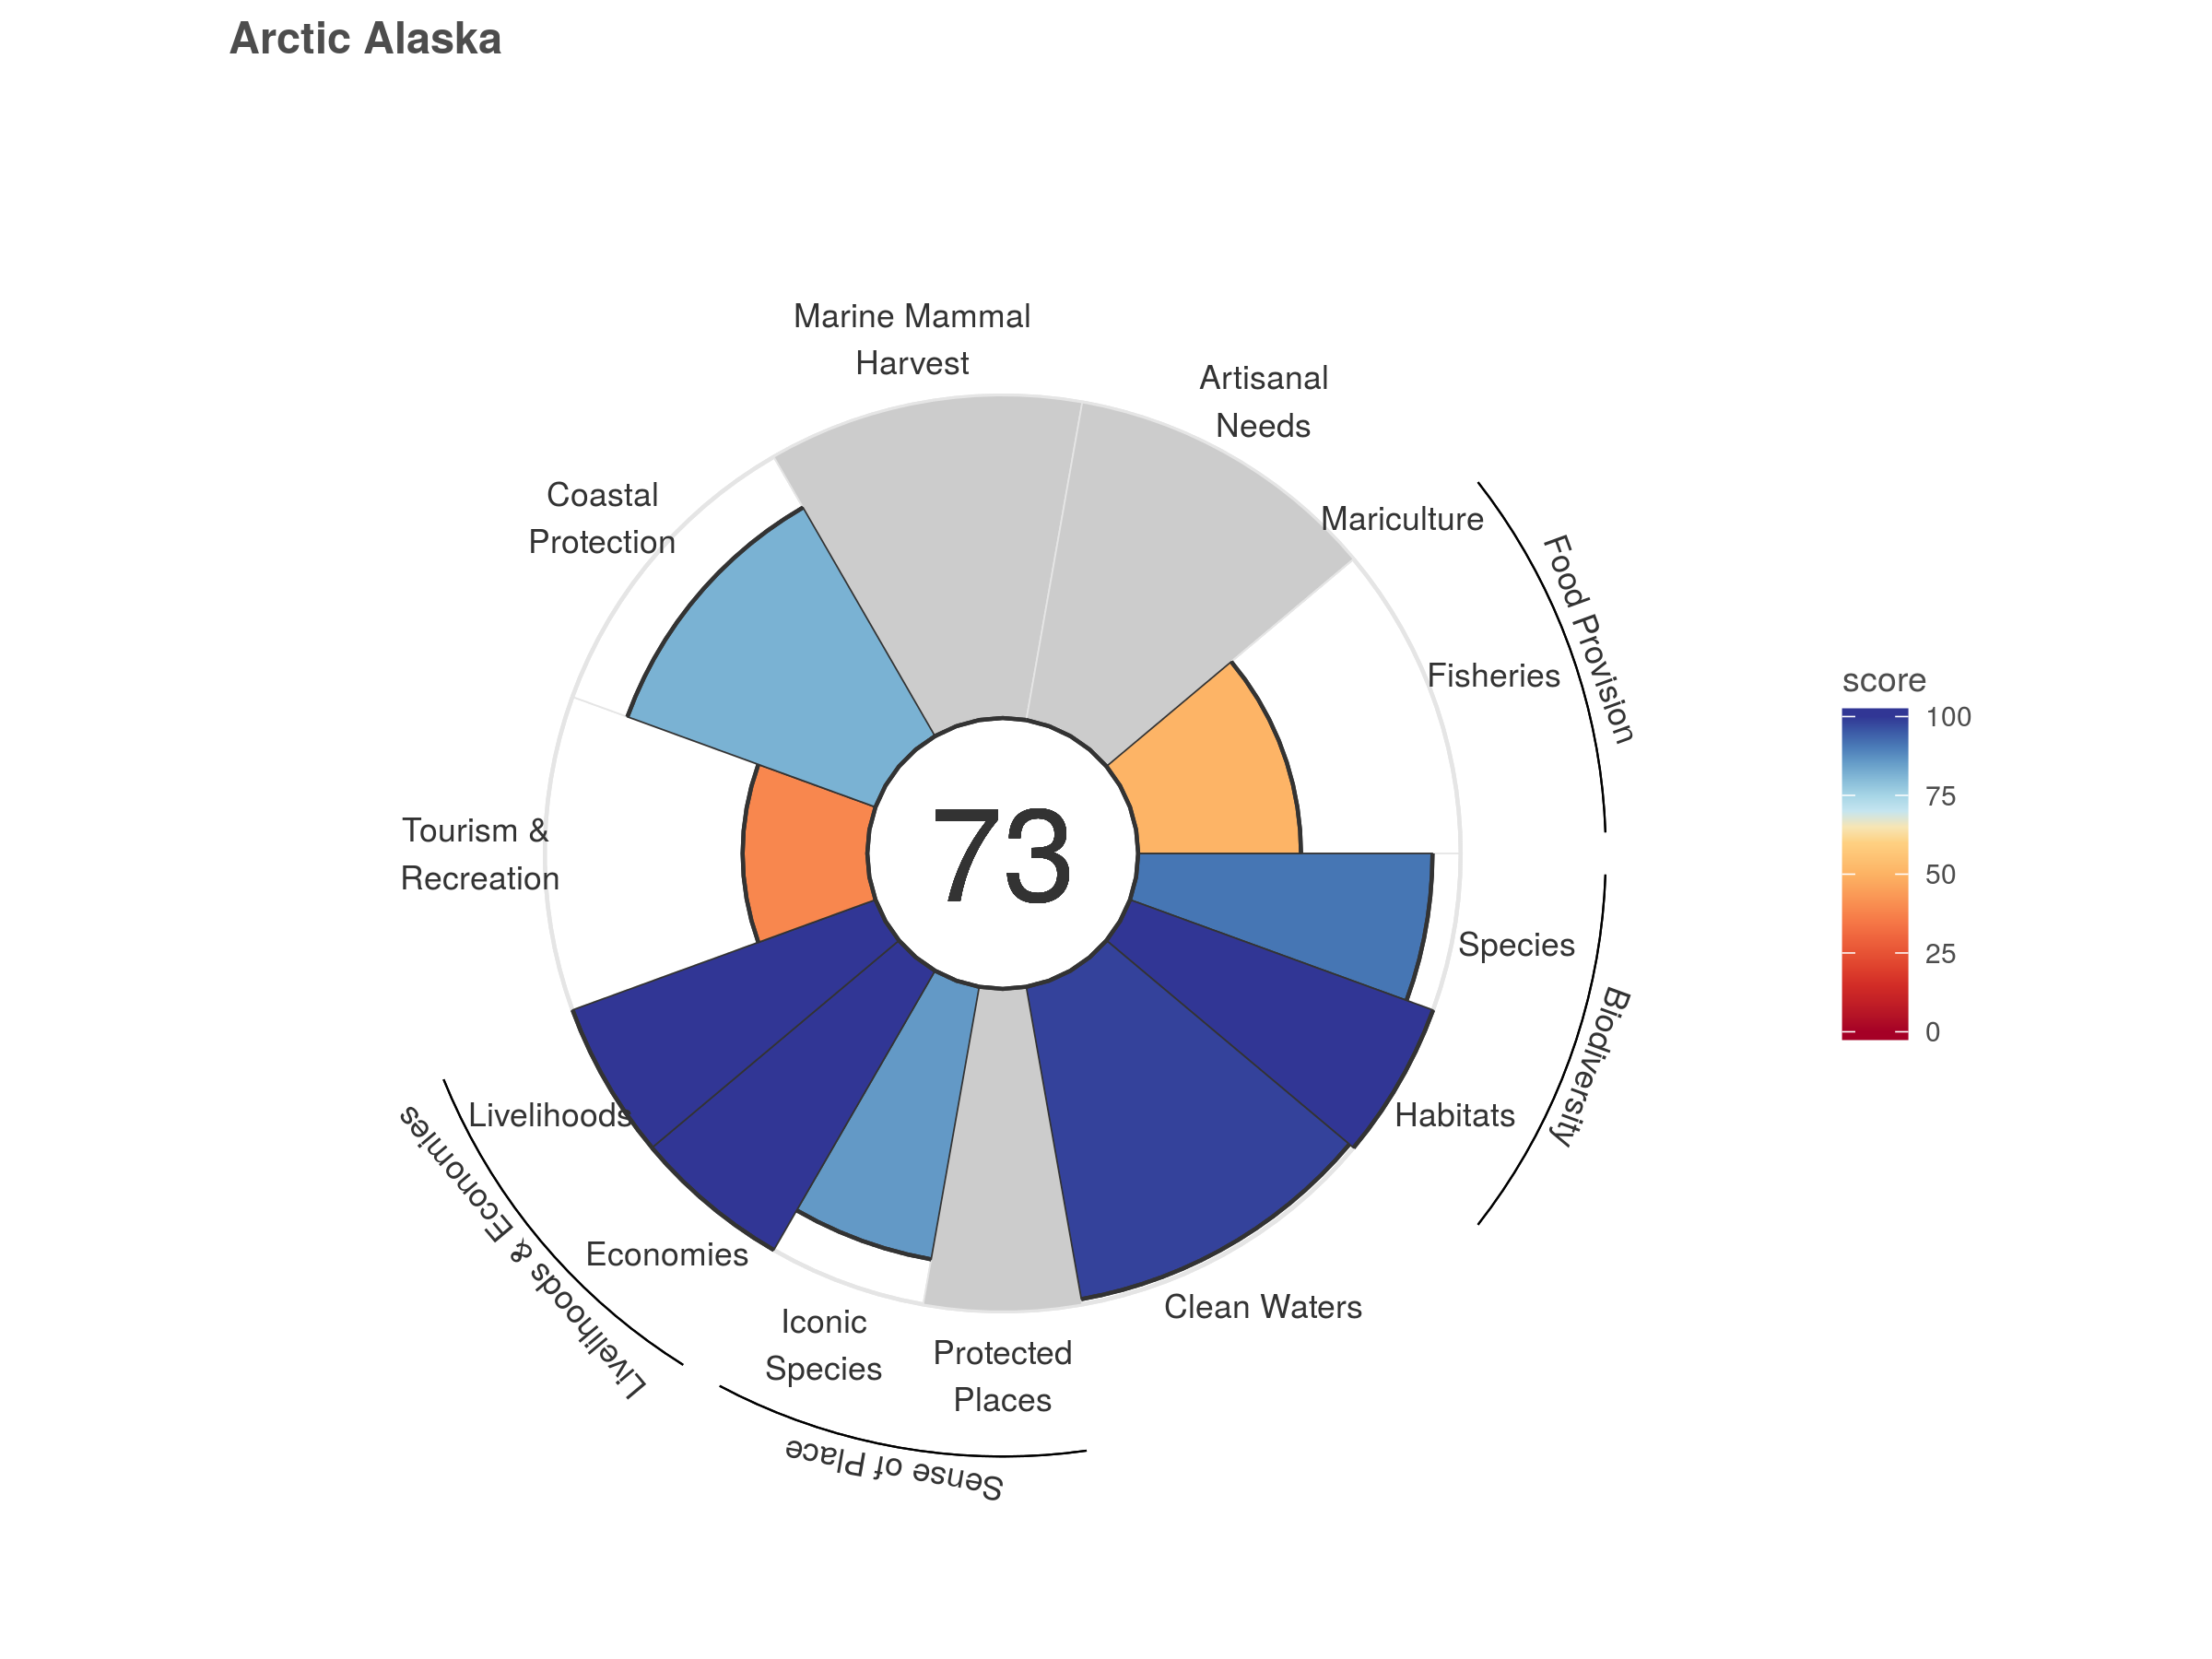 Arctic Alaska
Marine Mammal
Harvest
Artisanal
Needs
Coastal
Protection
Mariculture
Food Provision
Fisheries
score
100
75
50
25
0
73
Tourism &
Recreation
Species
Biodiversity
Habitats
Livelihoods
Livelihoods & Economies
Economies
Clean Waters
Iconic
Species
Protected
Places
Sense of Place